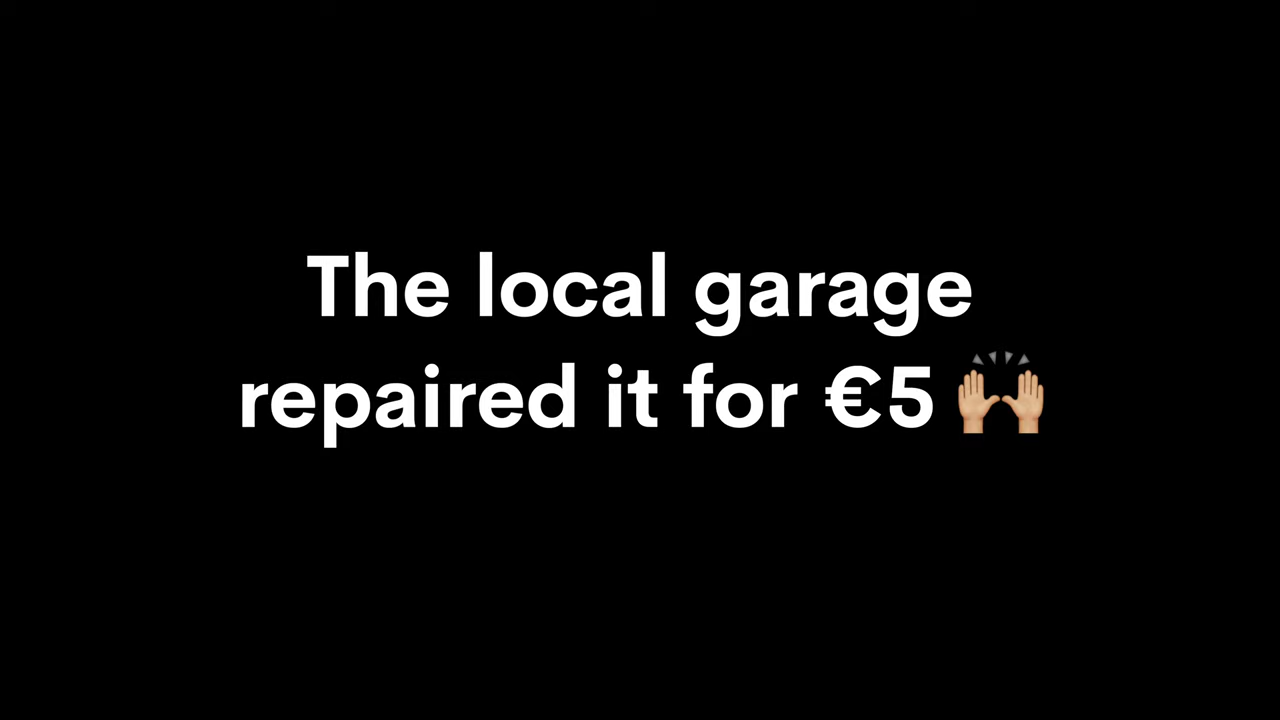 The local garage
repaired it for €5 🙌🏼